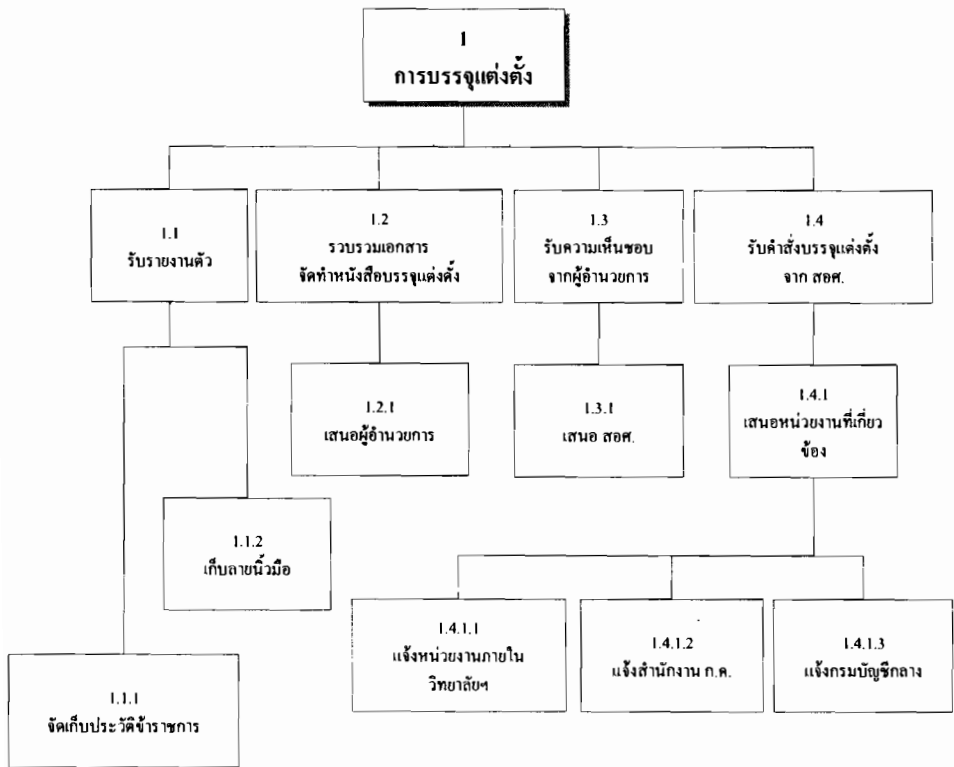 1
การบรรจุแต่งตั้ง
1.1
รับรายงานตัว
1.2
รวบรวมเอกสาร
จัดทำหนังสือบรรจุแต่งตั้ง
1.3
รับความเห็นชอบ
จากผู้อำนวยการ
1.4
รับคำสั่งบรรจุแต่งตั้ง
จาก สอศ.
1.2.1
เสนอผู้อำนวยการ
1.3.1
เสนอ สอศ.
1.4.1
เสนอหน่วยงานที่เกี่ยว
ข้อง
1.1.2
เก็บลายนิ้วมือ
1.4.1.1
แจ้งหน่วยงานภายใน
วิทยาลัยฯ
1.4.1.2
แจ้งสำนักงาน ก.ค.
1.4.1.3
แจ้งกรมบัญชีกลาง
1.1.1
จัดเก็บประวัติข้าราชการ